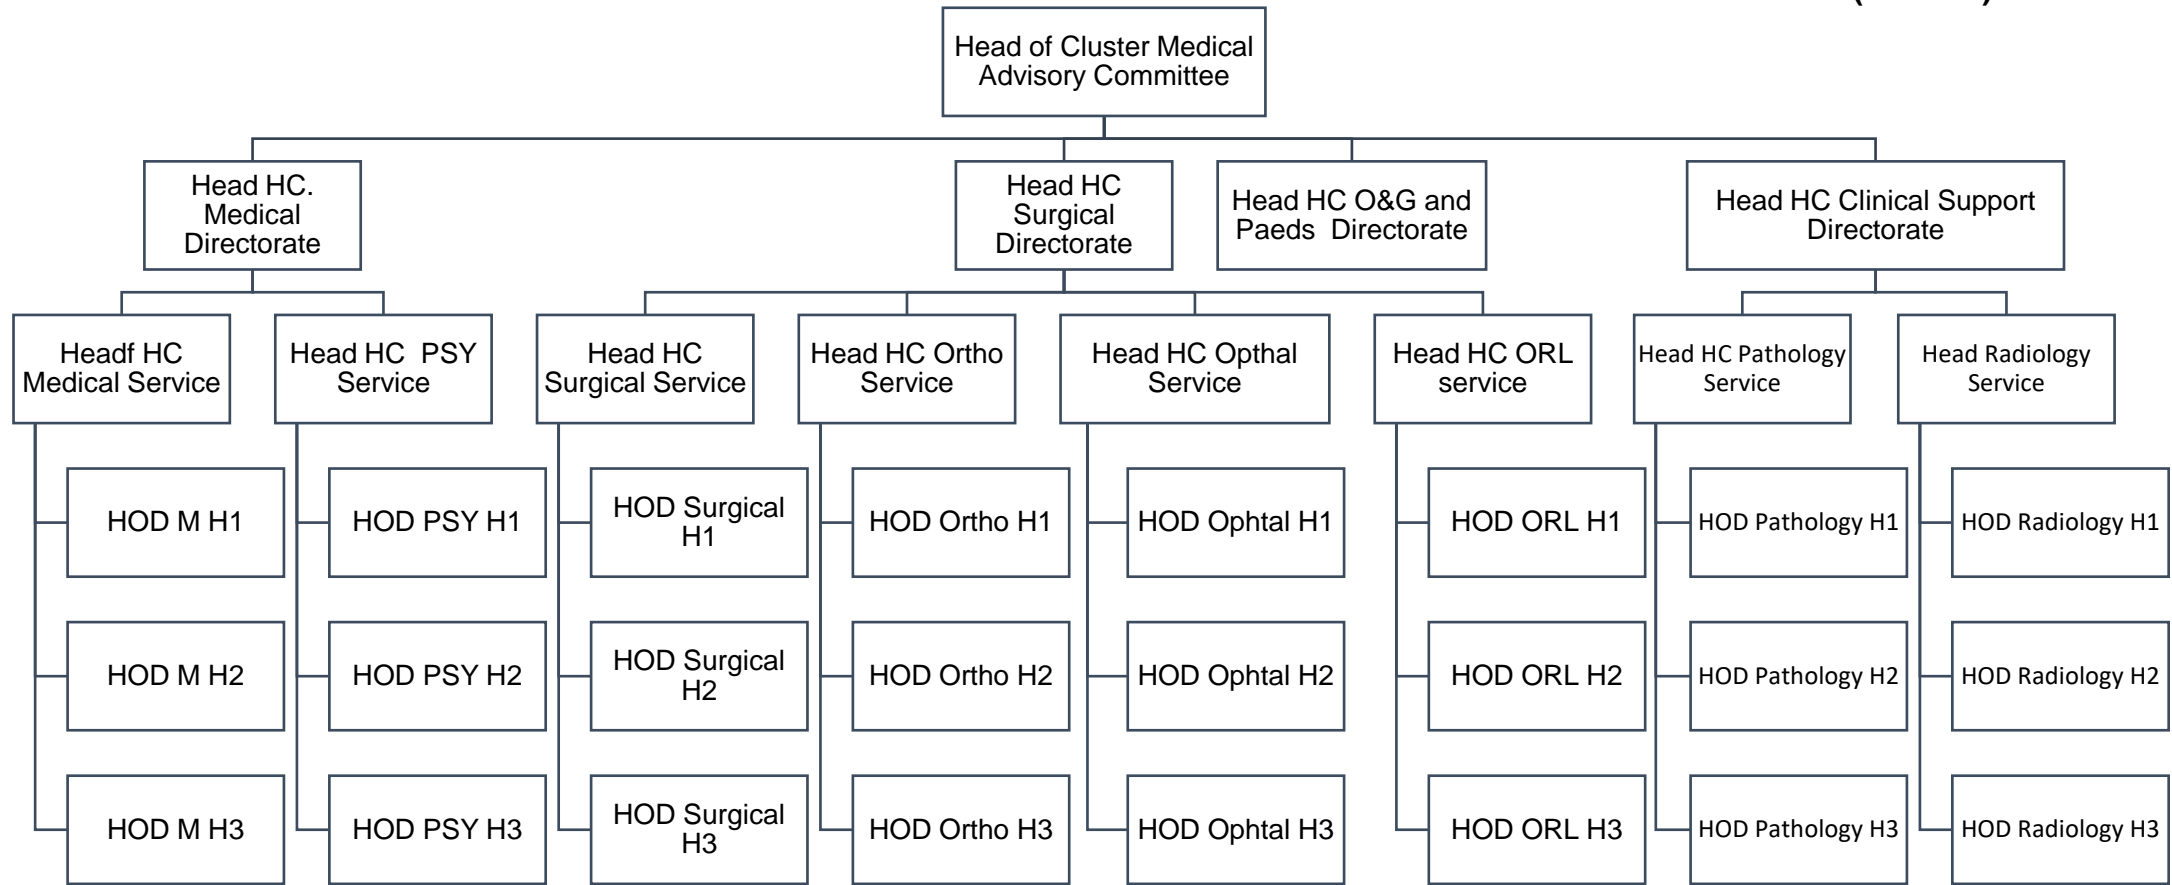 Head of Cluster Medical
Advisory Committee
Head HC.
Medical
Directorate
Head HC
Surgical
Directorate
Head HC O&G and
Paeds  Directorate
Head HC Clinical Support
Directorate
Headf HC
Medical Service
Head HC  PSY
Service
Head HC
Surgical Service
Head HC Ortho
Service
Head HC Opthal
Service
Head HC ORL
service
Head HC Pathology
Service
Head Radiology
Service
HOD M H1
HOD PSY H1
HOD Surgical
H1
HOD Ortho H1
HOD Ophtal H1
HOD ORL H1
HOD Pathology H1
HOD Radiology H1
HOD M H2
HOD PSY H2
HOD Surgical
H2
HOD Ortho H2
HOD Ophtal H2
HOD ORL H2
HOD Pathology H2
HOD Radiology H2
HOD M H3
HOD PSY H3
HOD Surgical
H3
HOD Ortho H3
HOD Ophtal H3
HOD ORL H3
HOD Pathology H3
HOD Radiology H3